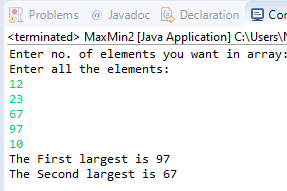 Problems @ Javadoc Declaration
<terminated> MaxMin2 [Java Application] C:\Users\
Enter no. of elements you want in array:
Enter all the elements:
12
23
67
97
10
The First largest is 97
The Second largest is 67